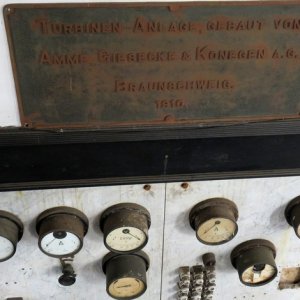 TURBINEN-ANLAGE, GEBAUT VON
AMME, GIESECKE & KONEGEN A.G.
BRAUNSCHWEIG.
1910.
A